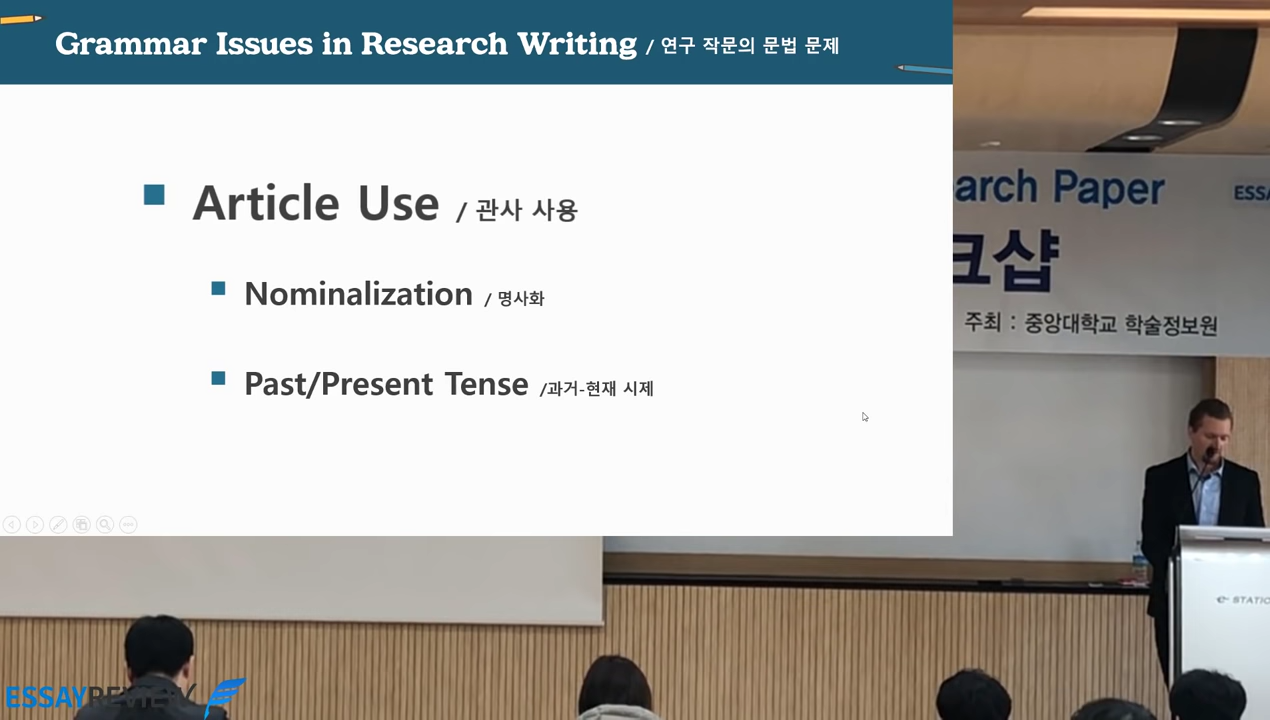 Grammar Issues in Research Writing / 연구 작문의 문법 문제
Article Use / 관사 사용
Nominalization / 명사화
Past/Present Tense /과거-현재 시제
arch Paper
ESSA
크샵
주최 : 중앙대학교 학술정보원
e-STATIO
ESSAYREVIEW